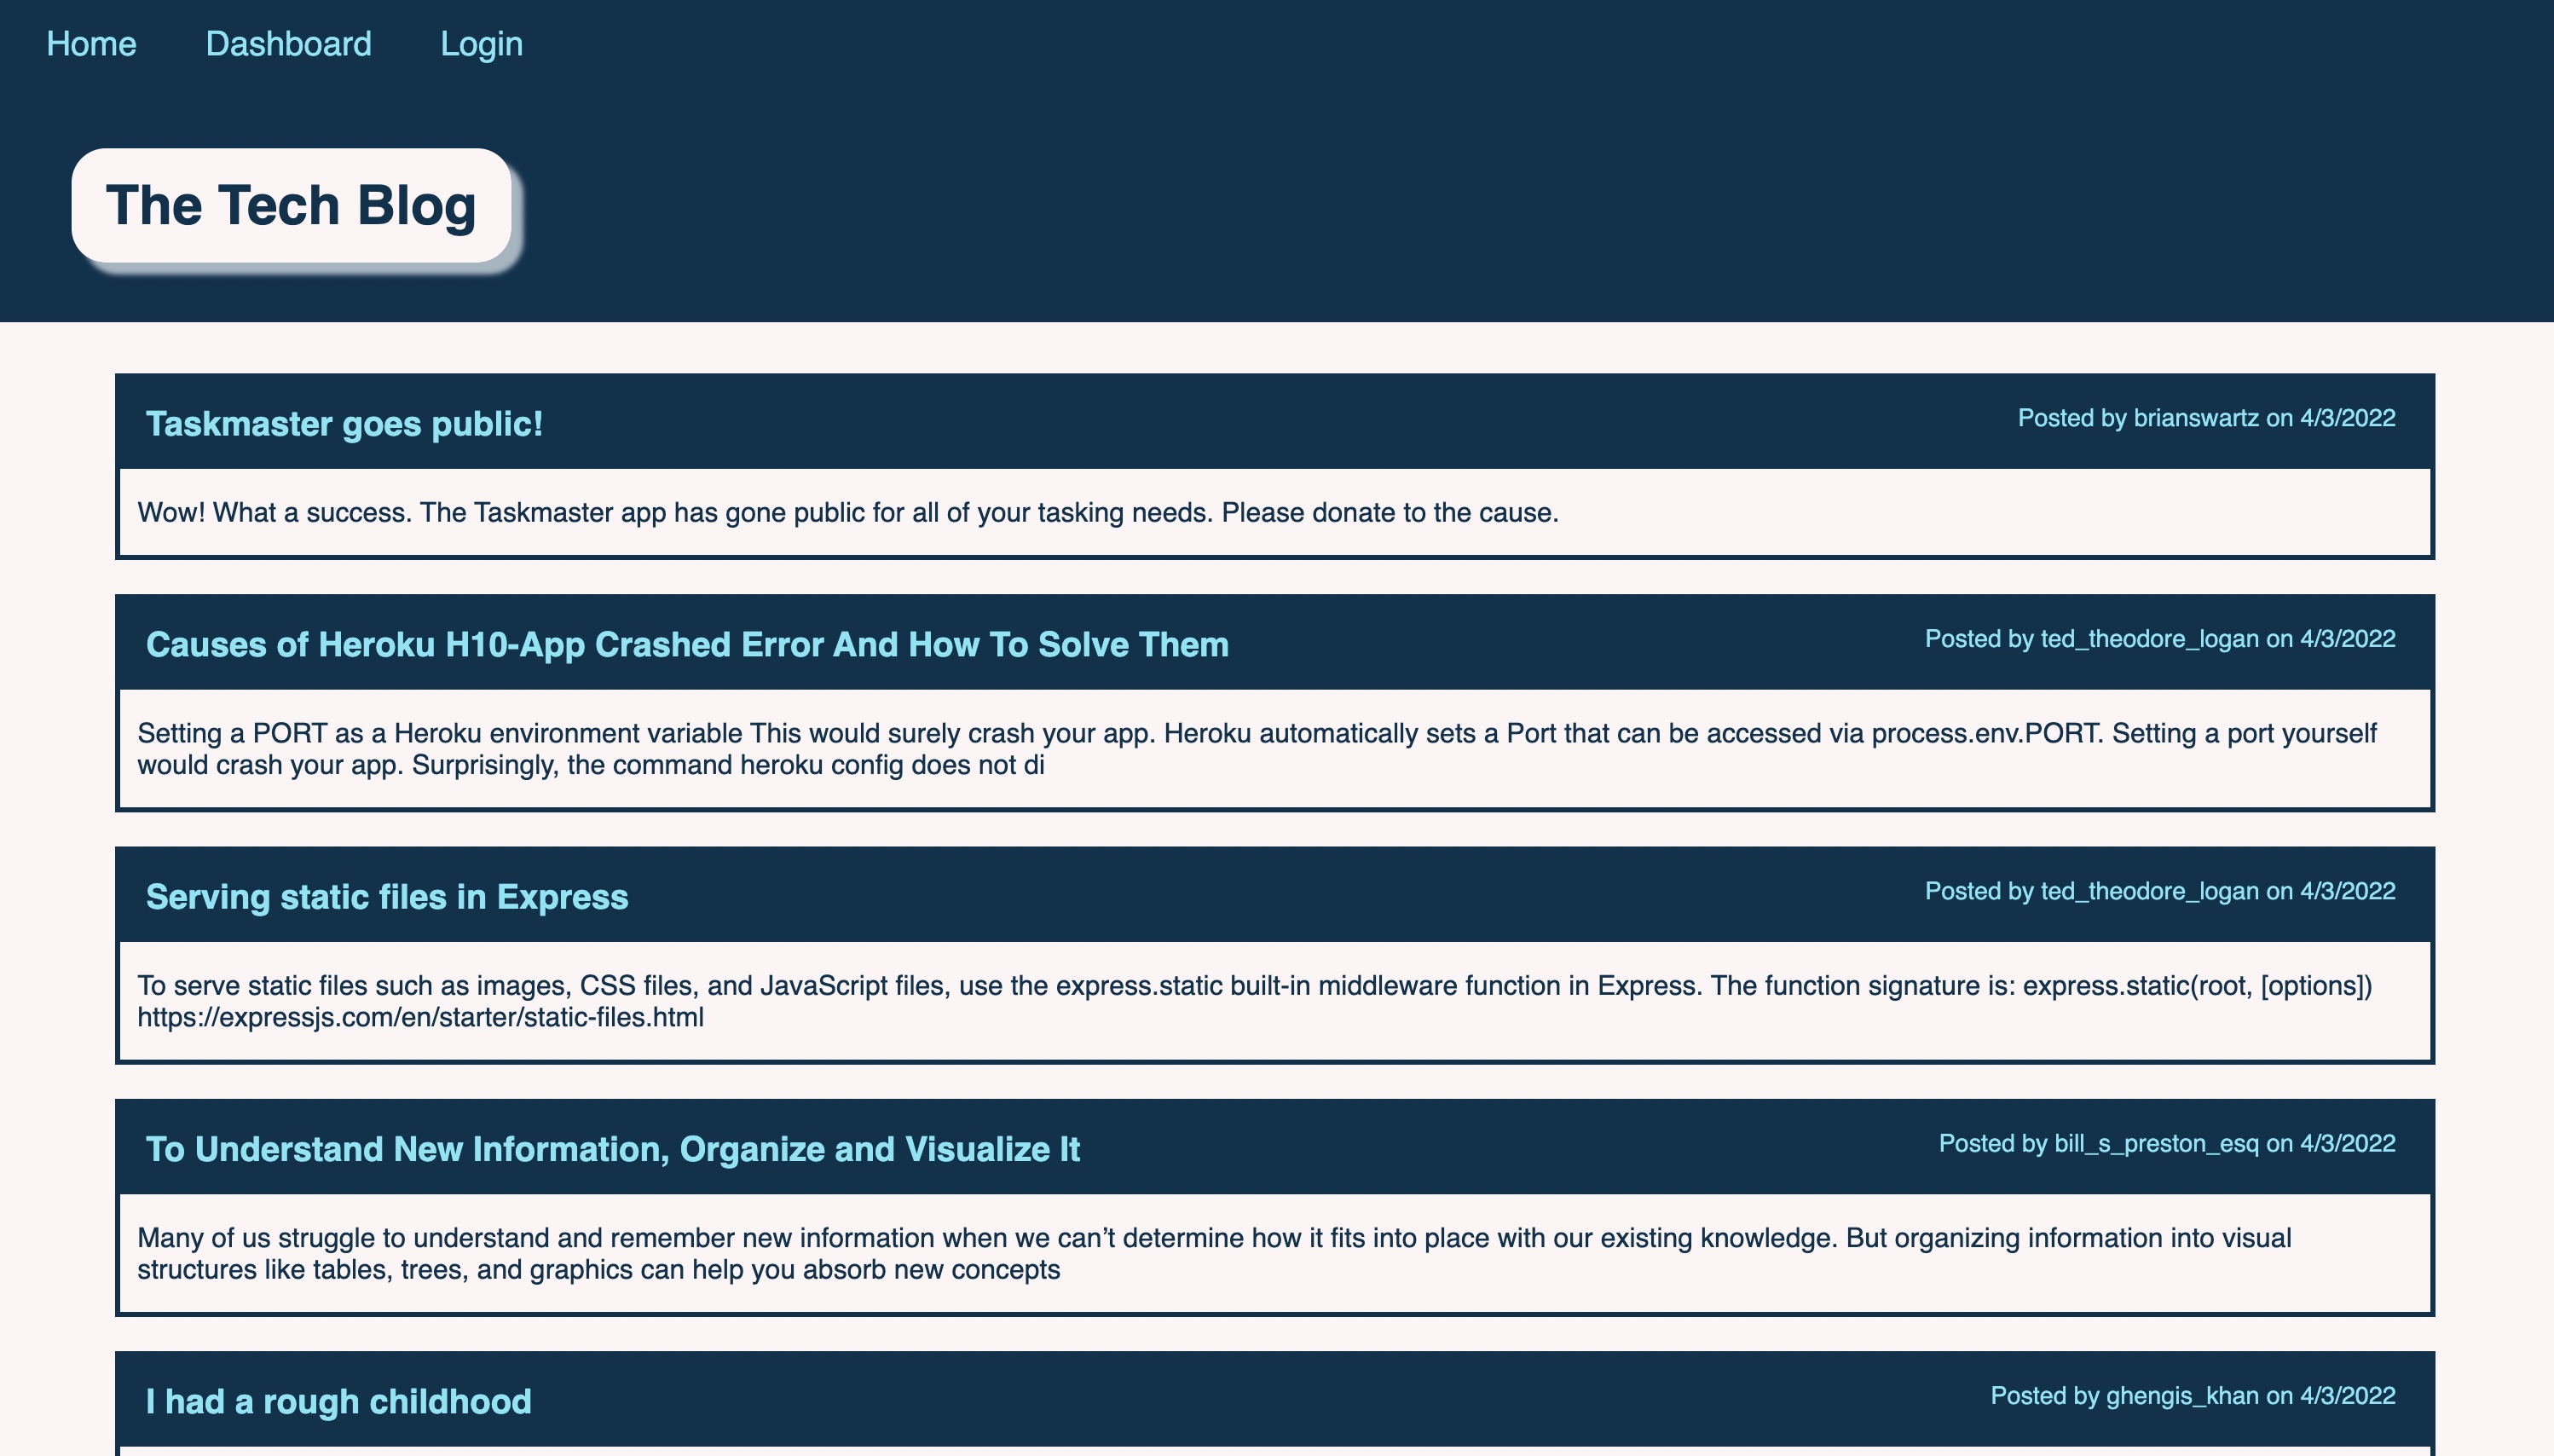 Home Dashboard Login
The Tech Blog
Taskmaster goes public!
Posted by brianswartz on 4/3/2022
Wow! What a success. The Taskmaster app has gone public for all of your tasking needs. Please donate to the cause.
Causes of Heroku H10-App Crashed Error And How To Solve Them
Posted by ted_theodore_logan on 4/3/2022
Setting a PORT as a Heroku environment variable This would surely crash your app. Heroku automatically sets a Port that can be accessed via process.env.PORT. Setting a port yourself
would crash your app. Surprisingly, the command heroku config does not di
Serving static files in Express
Posted by ted_theodore_logan on 4/3/2022
To serve static files such as images, CSS files, and JavaScript files, use the express.static built-in middleware function in Express. The function signature is: express.static(root, [options])
https://expressjs.com/en/starter/static-files.html
To Understand New Information, Organize and Visualize It
Posted by bill_s_preston_esq on 4/3/2022
Many of us struggle to understand and remember new information when we can’t determine how it fits into place with our existing knowledge. But organizing information into visual
structures like tables, trees, and graphics can help you absorb new concepts
I had a rough childhood
Posted by ghengis_khan on 4/3/2022